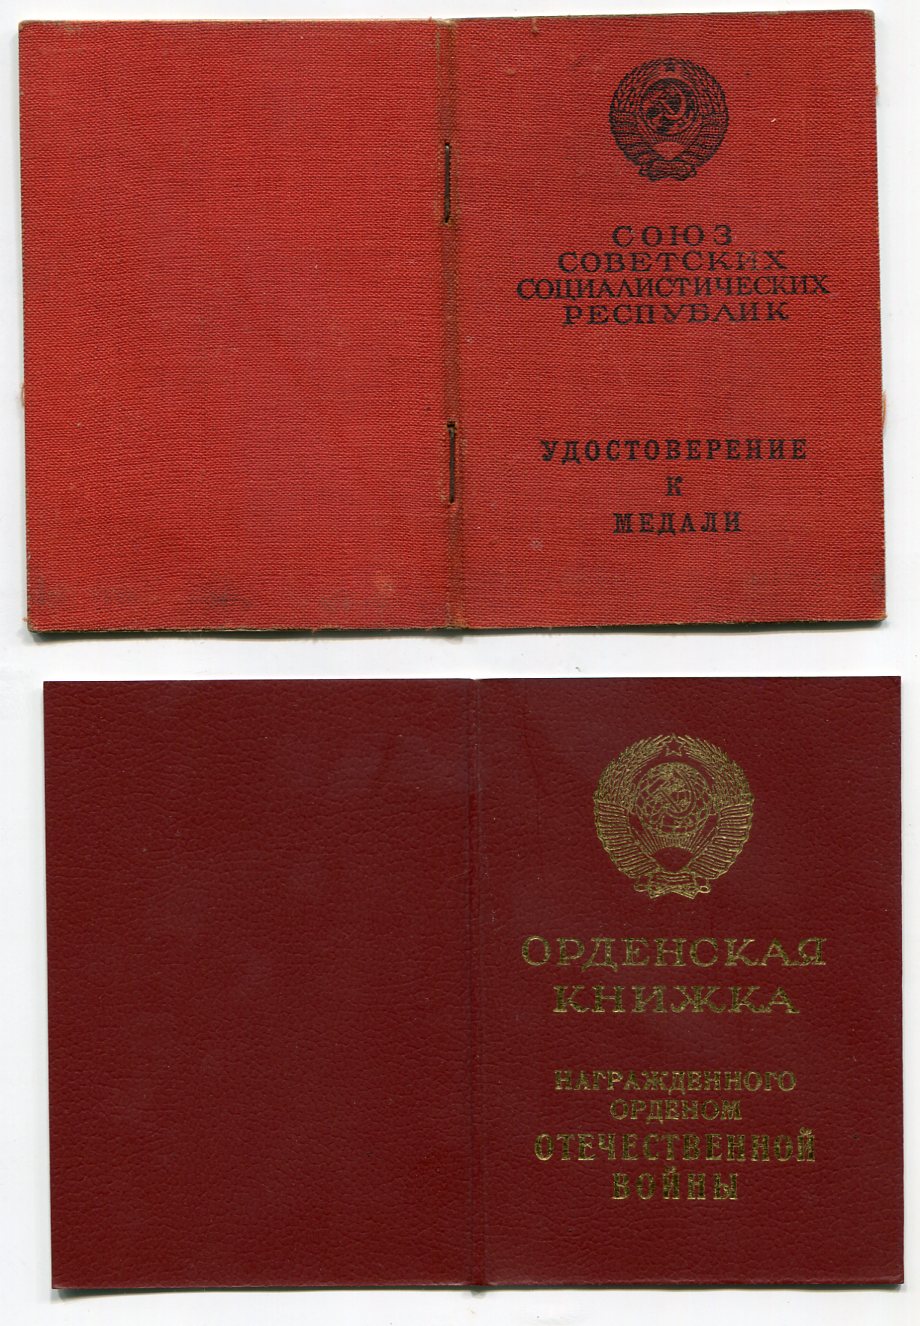 СОЮЗ
СОВЕТСКИХ
СОЦИАЛИСТИЧЕСКИХ
РЕСПУБЛИК
УДОСТОВЕРЕНИЕ
К
МЕДАЛИ
ОРДЕНСКАЯ
КНИЖКА
НАГРАЖДЕННОГО
ОРДЕНОМ
ОТЕЧЕСТВЕННОЙ
ВОЙНЫ